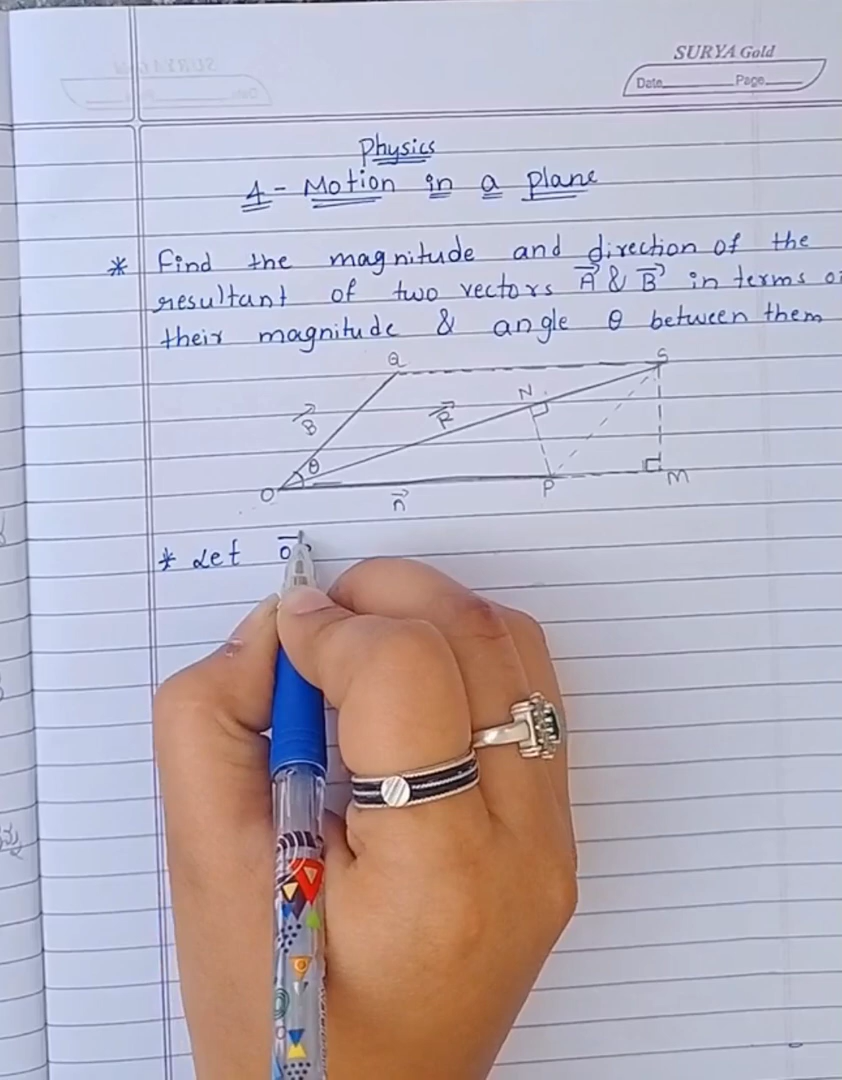 SURYA Gold
Date Page
Physics
4 - Motion in a plane
* Find the magnitude and direction of the
resultant of two vectors A⃗ & B⃗ in terms
their magnitude & angle θ between them
Q S
N
B⃗ R⃗
θ
O P M
n⃗
* Let